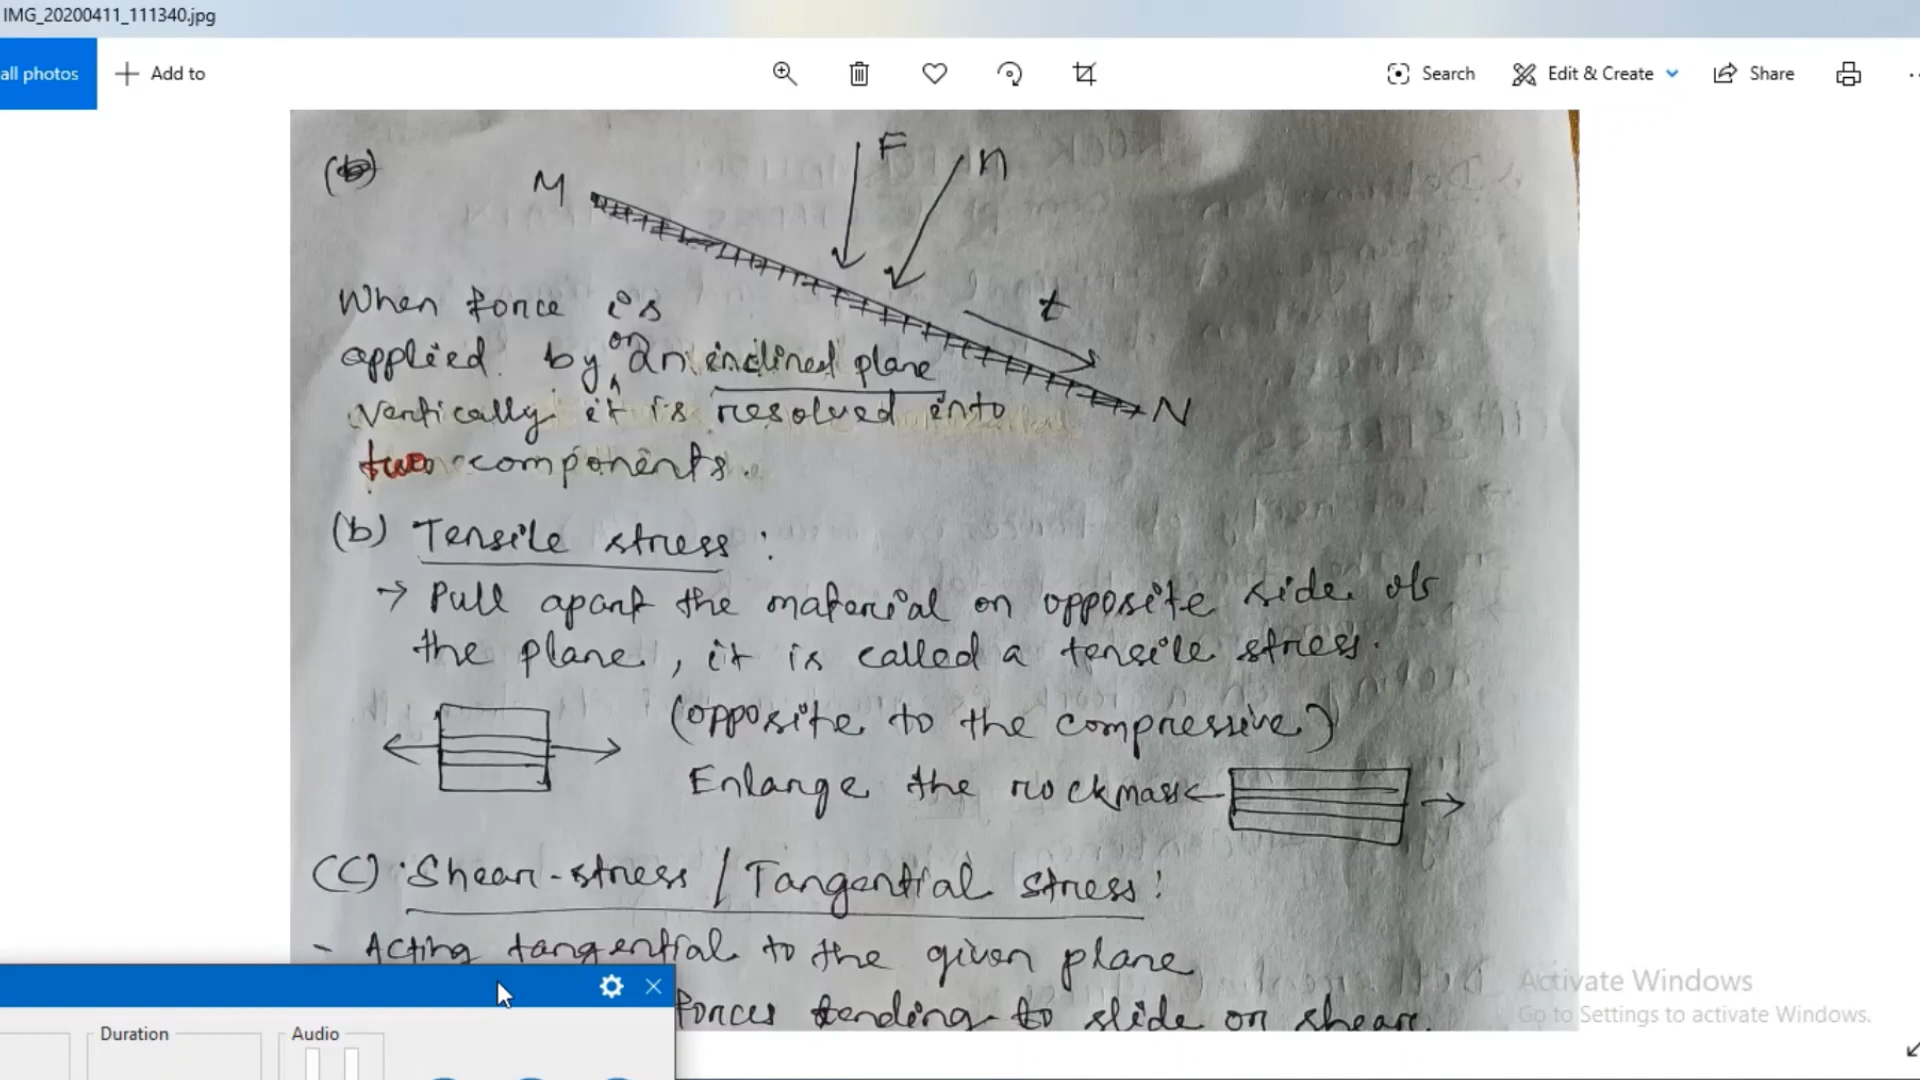 IMG_20200411_111340.jpg
all photos
Add to
Search
Edit & Create
Share
F
n
M
When force is
t
applied by on an inclined plane
N
vertically it is resolved into
two components.
(b) Tensile stress :
→ Pull apart the material on opposite side of
the plane, it is called a tensile stress.
(opposite to the compressive)
Enlarge the rockmass
(C) Shear-stress / Tangential stress :
- Acting tangential to the given plane
forces tending to slide or shear.
Activate Windows
Go to Settings to activate Windows.
Duration
Audio